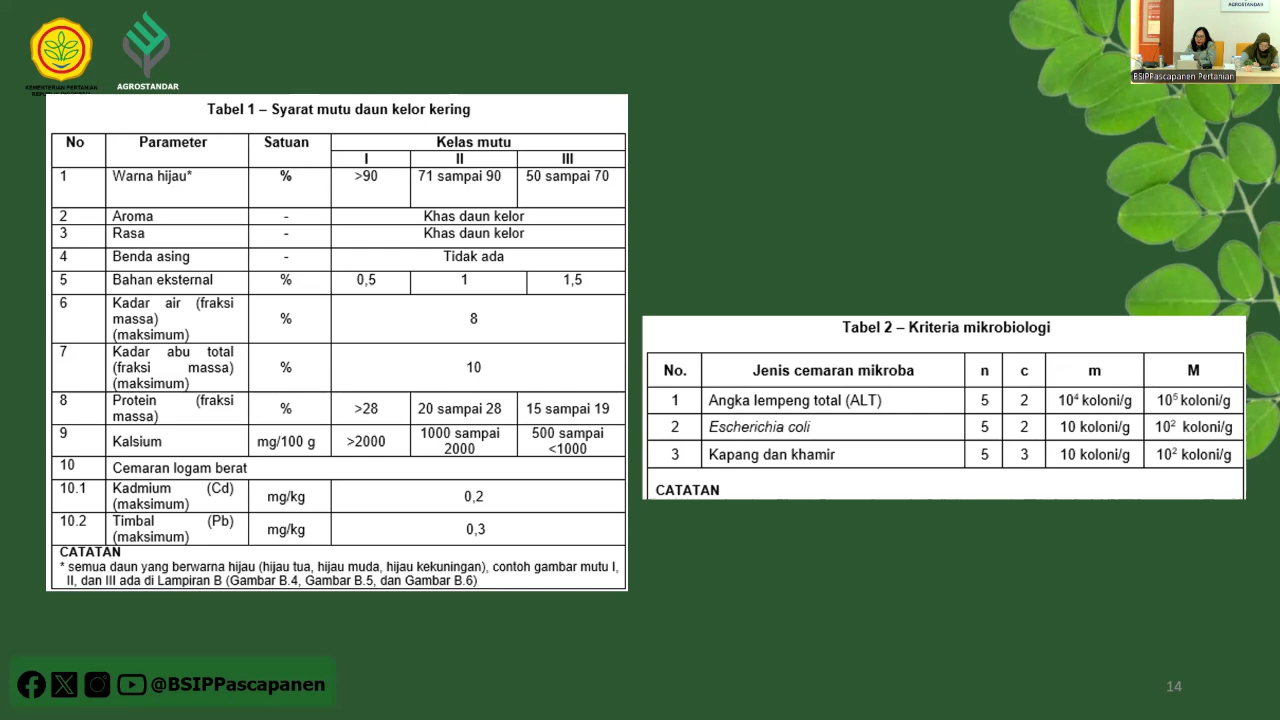 KEMENTERIAN PERTANIAN
REPUBLIK INDONESIA
AGROSTANDAR
AGROSTANDAR
BSIPPascapanen Pertanian
Tabel 1 – Syarat mutu daun kelor kering
No Parameter Satuan Kelas mutu
I II III
1 Warna hijau* % >90 71 sampai 90 50 sampai 70
2 Aroma - Khas daun kelor
3 Rasa - Khas daun kelor
4 Benda asing - Tidak ada
5 Bahan eksternal % 0,5 1 1,5
6 Kadar air (fraksi
massa)
(maksimum) % 8
7 Kadar abu total
(fraksi massa)
(maksimum) % 10
8 Protein (fraksi
massa) % >28 20 sampai 28 15 sampai 19
9 Kalsium mg/100 g >2000 1000 sampai
2000 500 sampai
<1000
10 Cemaran logam berat
10.1 Kadmium (Cd)
(maksimum) mg/kg 0,2
10.2 Timbal (Pb)
(maksimum) mg/kg 0,3
CATATAN
* semua daun yang berwarna hijau (hijau tua, hijau muda, hijau kekuningan), contoh gambar mutu I,
II, dan III ada di Lampiran B (Gambar B.4, Gambar B.5, dan Gambar B.6)
Tabel 2 – Kriteria mikrobiologi
No. Jenis cemaran mikroba n c m M
1 Angka lempeng total (ALT) 5 2 10⁴ koloni/g 10⁵ koloni/g
2 Escherichia coli 5 2 10 koloni/g 10² koloni/g
3 Kapang dan khamir 5 3 10 koloni/g 10² koloni/g
CATATAN
@BSIPPascapanen
14